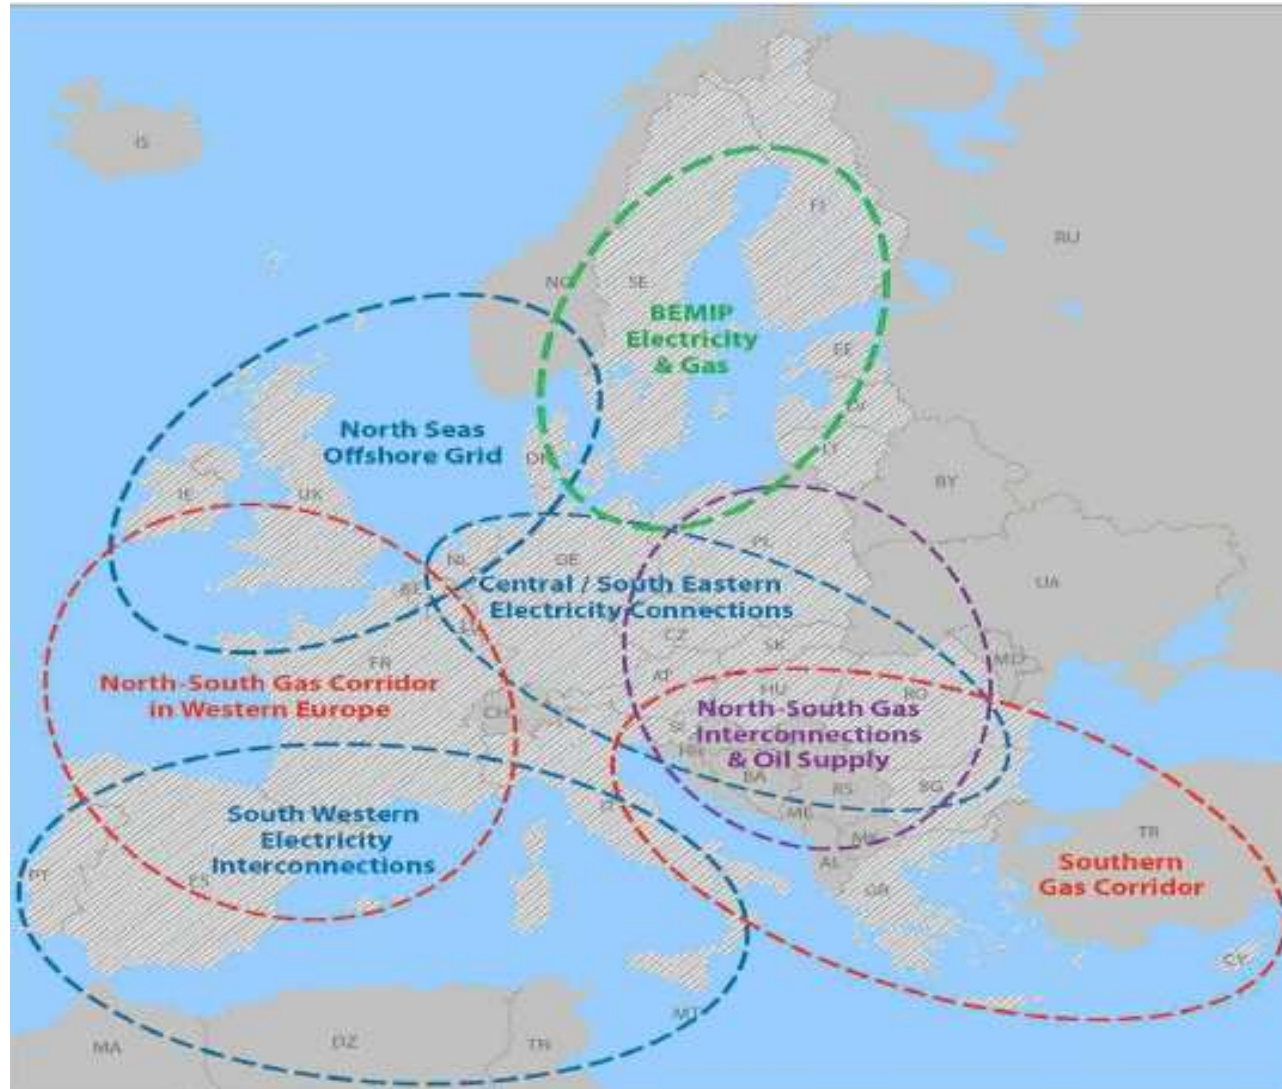 IS
RU
FI
NO
SE
BEMIP
Electricity
& Gas
EE
LV
LT
North Seas
Offshore Grid
DK
BY
IE
UK
PL
NL
GE
UA
BE
Central / South Eastern
Electricity Connections
CZ
SK
MD
FR
AT
HU
RO
North-South Gas Corridor
in Western Europe
CH
North-South Gas
Interconnections
& Oil Supply
HR
BA
RS
BG
South Western
Electricity
Interconnections
IT
ME
MK
TR
AL
Southern
Gas Corridor
PT
ES
GR
CY
MT
MA
DZ
TN